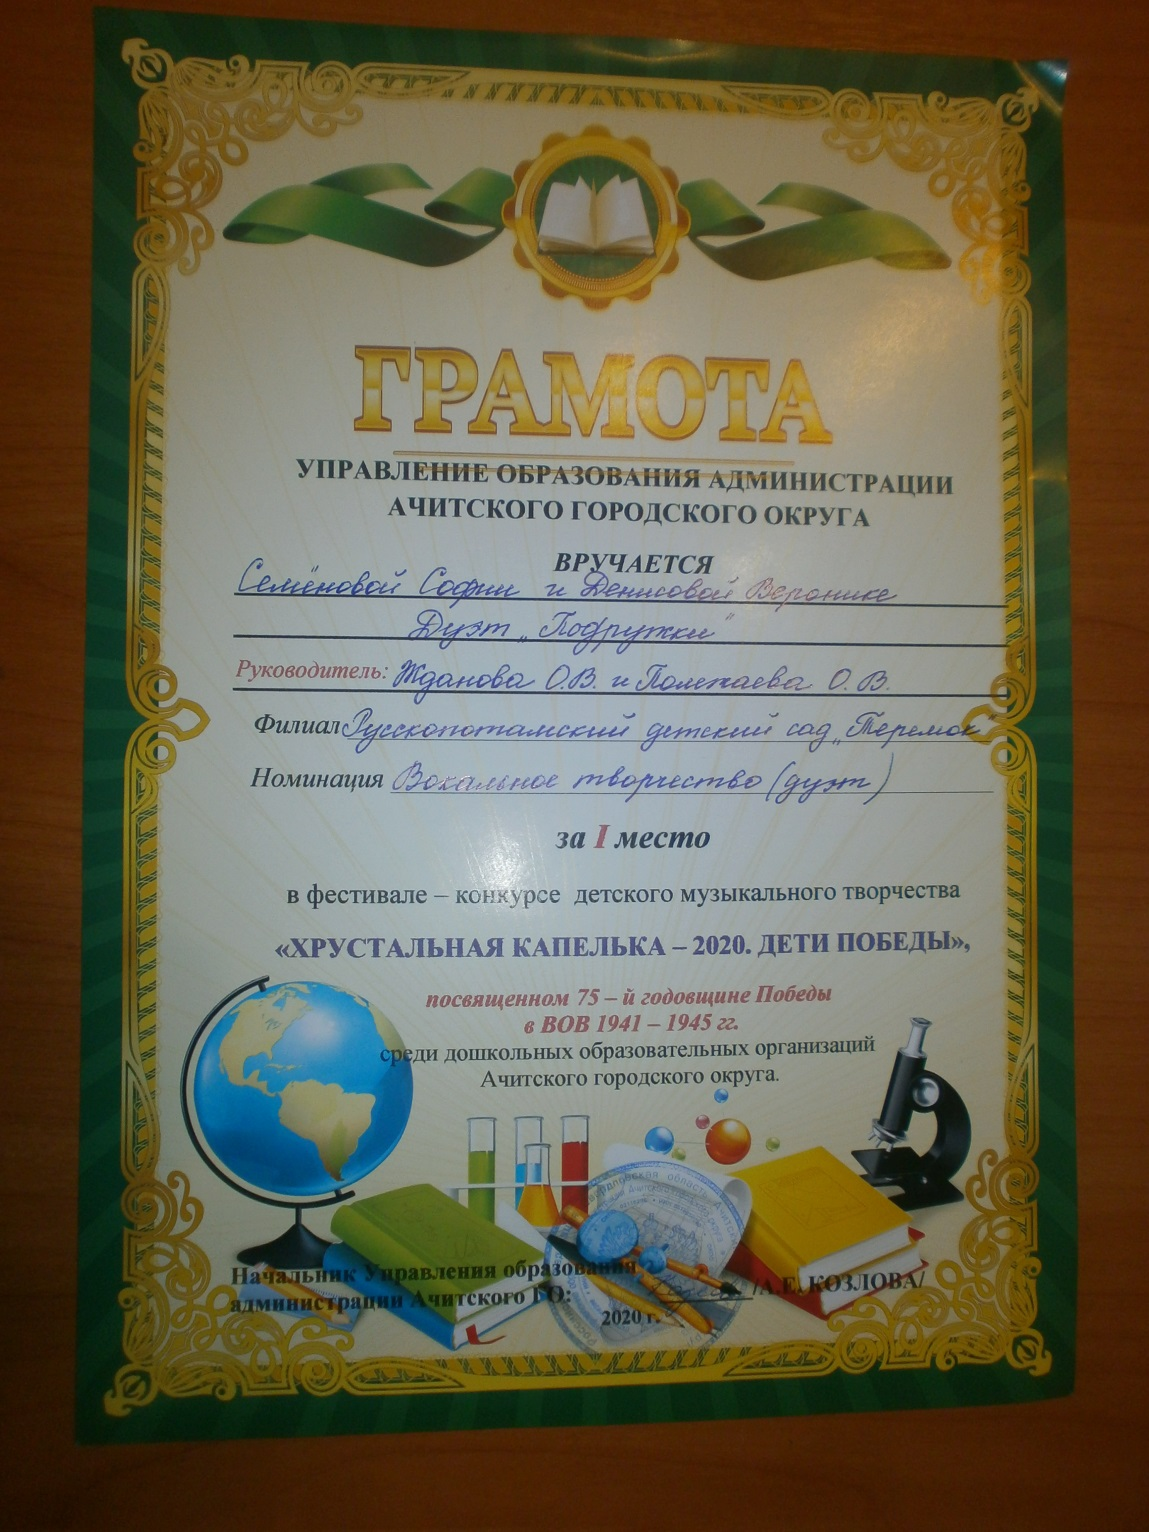 ГРАМОТА
УПРАВЛЕНИЕ ОБРАЗОВАНИЯ АДМИНИСТРАЦИИ
АЧИТСКОГО ГОРОДСКОГО ОКРУГА
ВРУЧАЕТСЯ
Семёновой Софии и Денисовой Веронике
Дуэт „Подружки"
Руководитель: Жданова О.В. и Полежаева О.В.
Филиал Русскопотамский детский сад „Теремок"
Номинация Вокальное творчество (дуэт)
за I место
в фестивале – конкурсе детского музыкального творчества
«ХРУСТАЛЬНАЯ КАПЕЛЬКА – 2020. ДЕТИ ПОБЕДЫ»,
посвященном 75 – й годовщине Победы
в ВОВ 1941 – 1945 гг.
среди дошкольных образовательных организаций
Ачитского городского округа.
Начальник Управления образования
администрации Ачитского ГО: /А.Е. КОЗЛОВА/
2020 г.